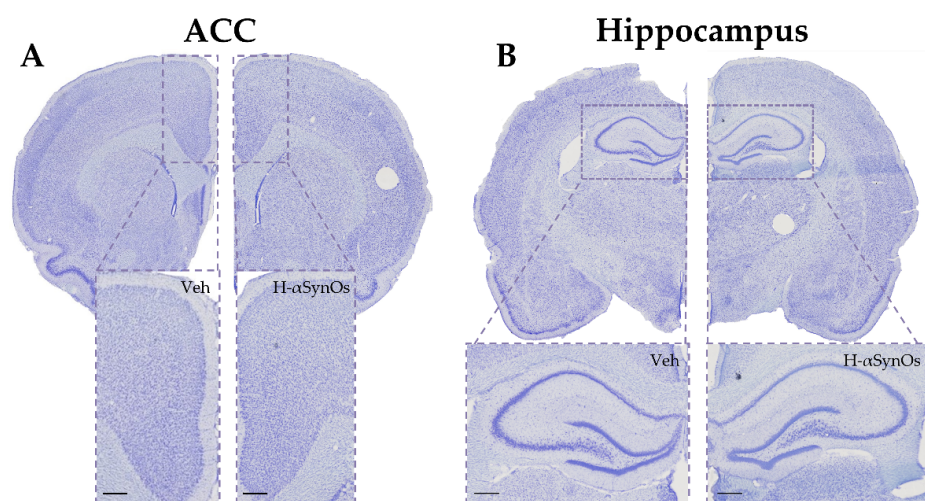 ACC
A
Veh
H-αSynOs
Hippocampus
B
Veh
H-αSynOs